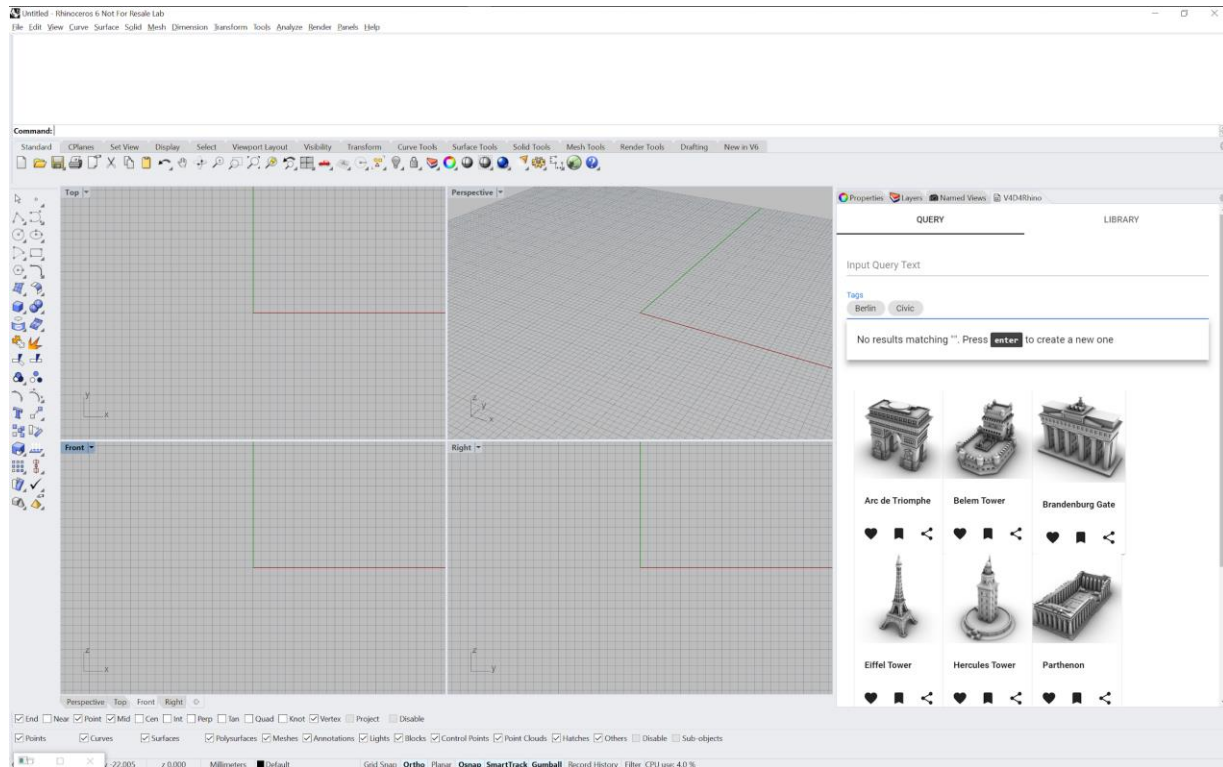 Untitled - Rhinoceros 6 Not For Resale Lab
File Edit View Curve Surface Solid Mesh Dimension Transform Tools Analyze Render Panels Help
Command:
Standard CPlanes Set View Display Select Viewport Layout Visibility Transform Curve Tools Surface Tools Solid Tools Mesh Tools Render Tools Drafting New in V6
Top
Perspective
Properties Layers Named Views V4D4Rhino
QUERY LIBRARY
Input Query Text
Tags
Berlin Civic
No results matching "". Press enter to create a new one
y
x
z
y
x
Arc de Triomphe Belem Tower Brandenburg Gate
Front
Right
z
x
z
y
Eiffel Tower Hercules Tower Parthenon
Perspective Top Front Right
End Near Point Mid Cen Int Perp Tan Quad Knot Vertex Project Disable
Points Curves Surfaces Polysurfaces Meshes Annotations Lights Blocks Control Points Point Clouds Hatches Others Disable Sub-objects
-22.005 z 0.000 Millimeters Default Grid Snap Ortho Planar Osnap SmartTrack Gumball Record History Filter CPU use: 4.0 %